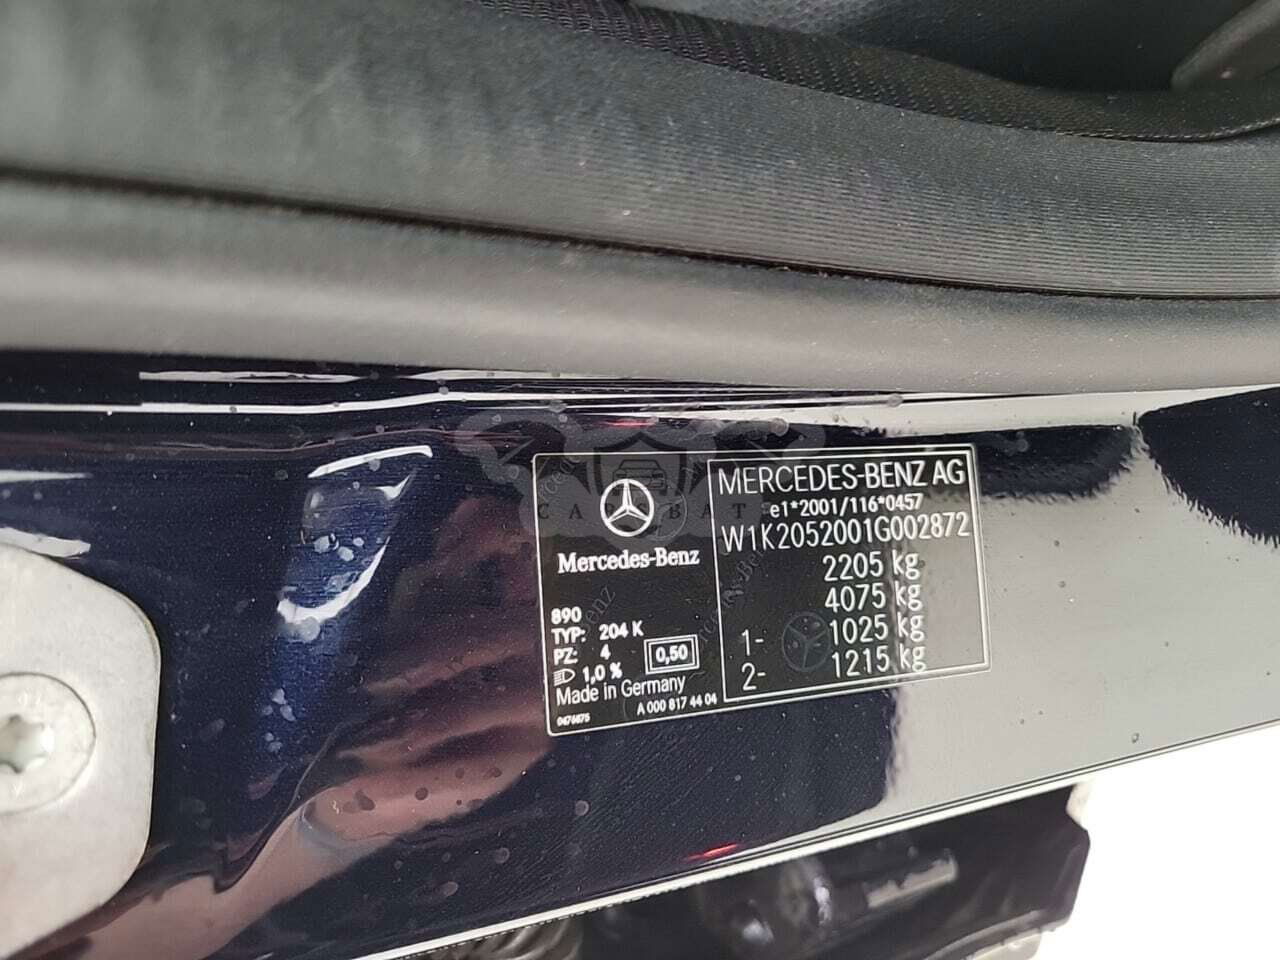 MERCEDES-BENZ AG
e1*2001/116*0457
W1K2052001G002872
2205 kg
4075 kg
1- 1025 kg
2- 1215 kg
Mercedes-Benz
890
TYP: 204 K
PZ: 4
0,50
1,0 %
Made in Germany
0476875
A 000 817 44 04